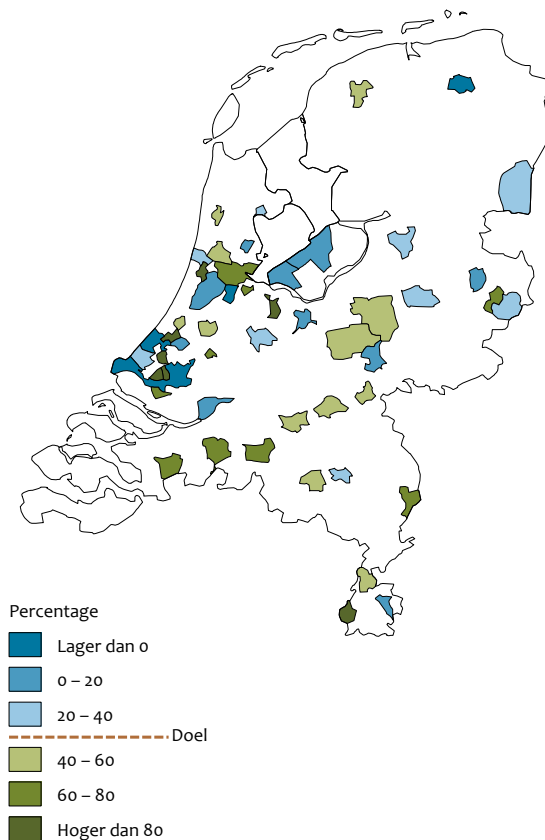 Percentage
Lager dan 0
0 – 20
20 – 40
Doel
40 – 60
60 – 80
Hoger dan 80